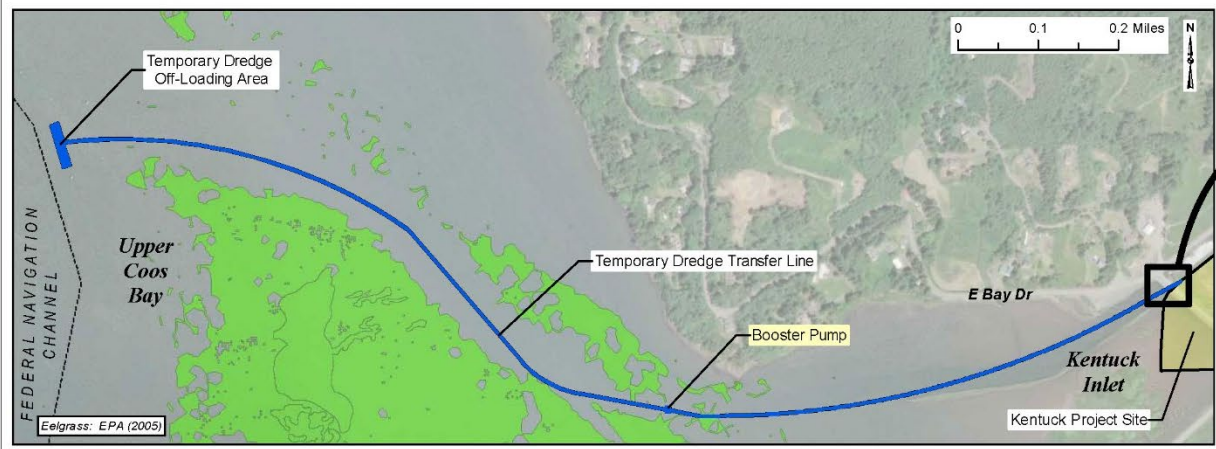 Temporary Dredge
Off-Loading Area
0 0.1 0.2 Miles
N
FEDERAL NAVIGATION
CHANNEL
Upper
Coos
Bay
Temporary Dredge Transfer Line
Booster Pump
E Bay Dr
Kentuck
Inlet
Kentuck Project Site
Eelgrass: EPA (2005)